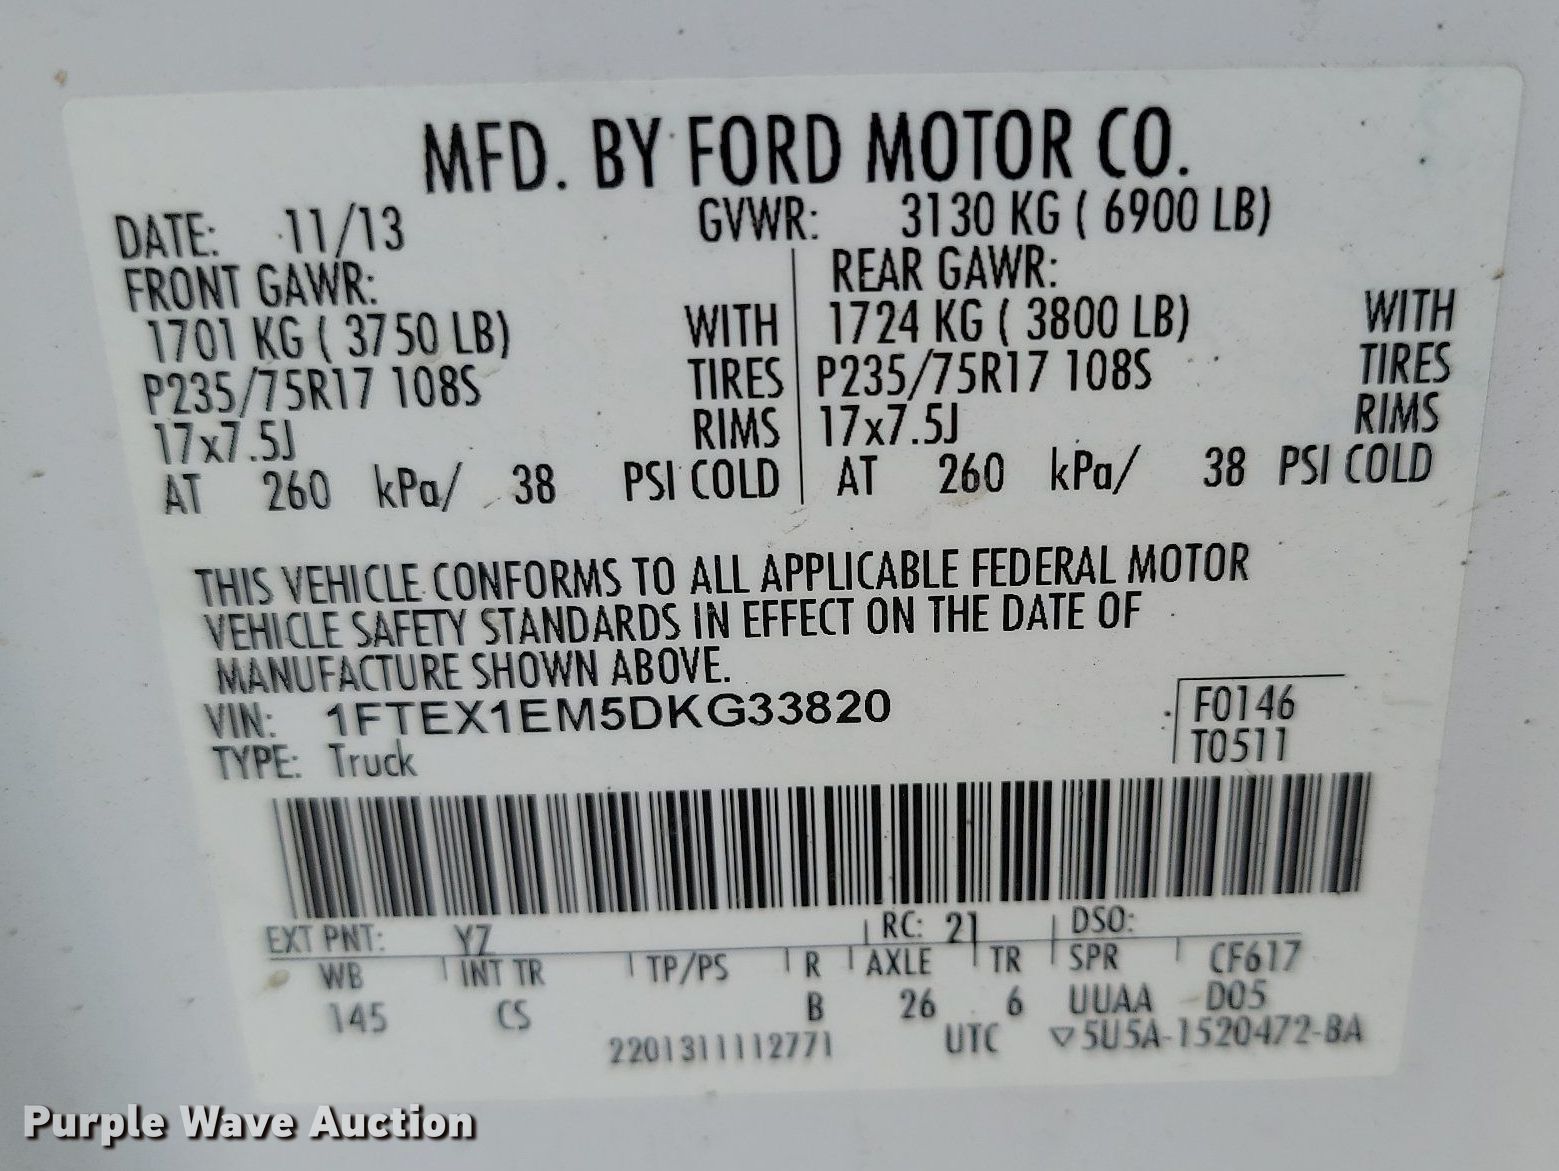 MFD. BY FORD MOTOR CO.
DATE: 11/13 GVWR: 3130 KG ( 6900 LB)
FRONT GAWR: REAR GAWR:
1701 KG ( 3750 LB) WITH 1724 KG ( 3800 LB) WITH
P235/75R17 108S TIRES P235/75R17 108S TIRES
17x7.5J RIMS 17x7.5J RIMS
AT 260 kPa/ 38 PSI COLD AT 260 kPa/ 38 PSI COLD
THIS VEHICLE CONFORMS TO ALL APPLICABLE FEDERAL MOTOR
VEHICLE SAFETY STANDARDS IN EFFECT ON THE DATE OF
MANUFACTURE SHOWN ABOVE.
VIN: 1FTEX1EM5DKG33820 F0146
TYPE: Truck T0511
EXT PNT: YZ RC: 21 DSO:
WB INT TR TP/PS R AXLE TR SPR CF617
145 CS B 26 6 UUAA D05
2201311112771 UTC ▽5U5A-1520472-BA
Purple Wave Auction